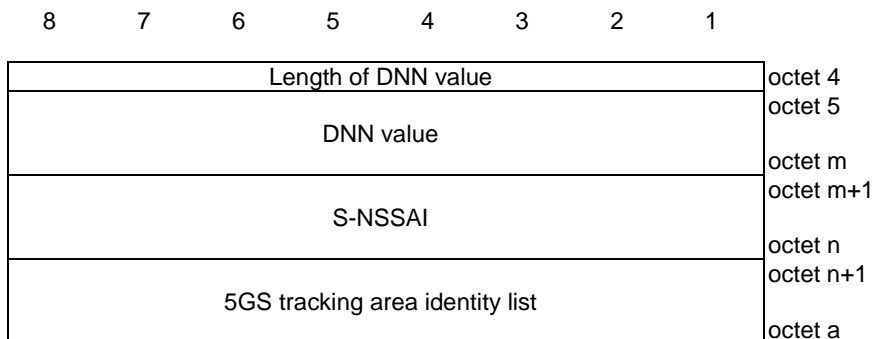 8 7 6 5 4 3 2 1
Length of DNN value octet 4
octet 5
DNN value
octet m
octet m+1
S-NSSAI
octet n
octet n+1
5GS tracking area identity list
octet a